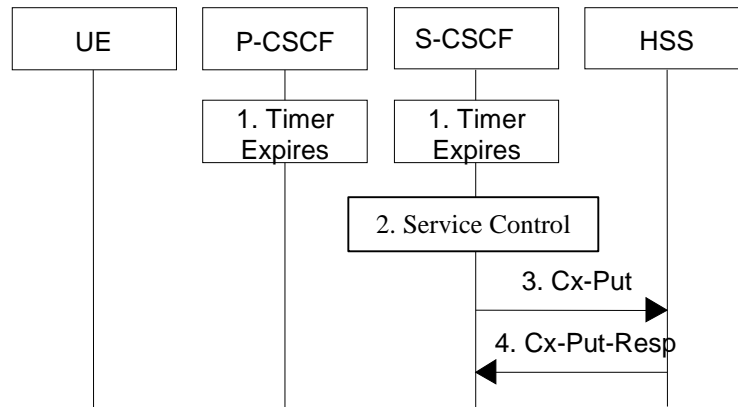 UE
P-CSCF
S-CSCF
HSS
1. Timer
Expires
1. Timer
Expires
2. Service Control
3. Cx-Put
4. Cx-Put-Resp